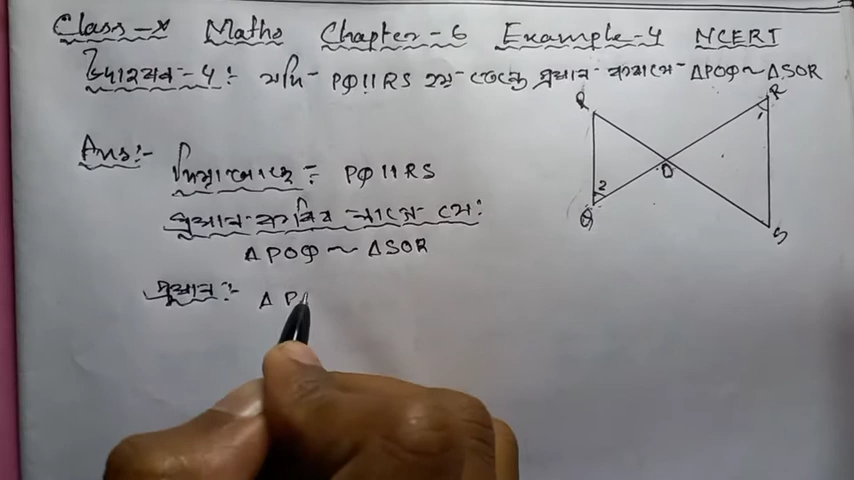 Class-X Maths Chapter-6 Example-4 NCERT
উদাহৰণ-4:- যদি- PQ||RS হয়- তেন্তে প্ৰমাণ- কৰা যে- ΔPOQ ~ ΔSOR
Ans:- দিয়া আছে:- PQ||RS
প্ৰমাণ-কৰিব লাগে যে:
ΔPOQ ~ ΔSOR
প্ৰমাণ:- ΔP
R
1
O
2
Q
S